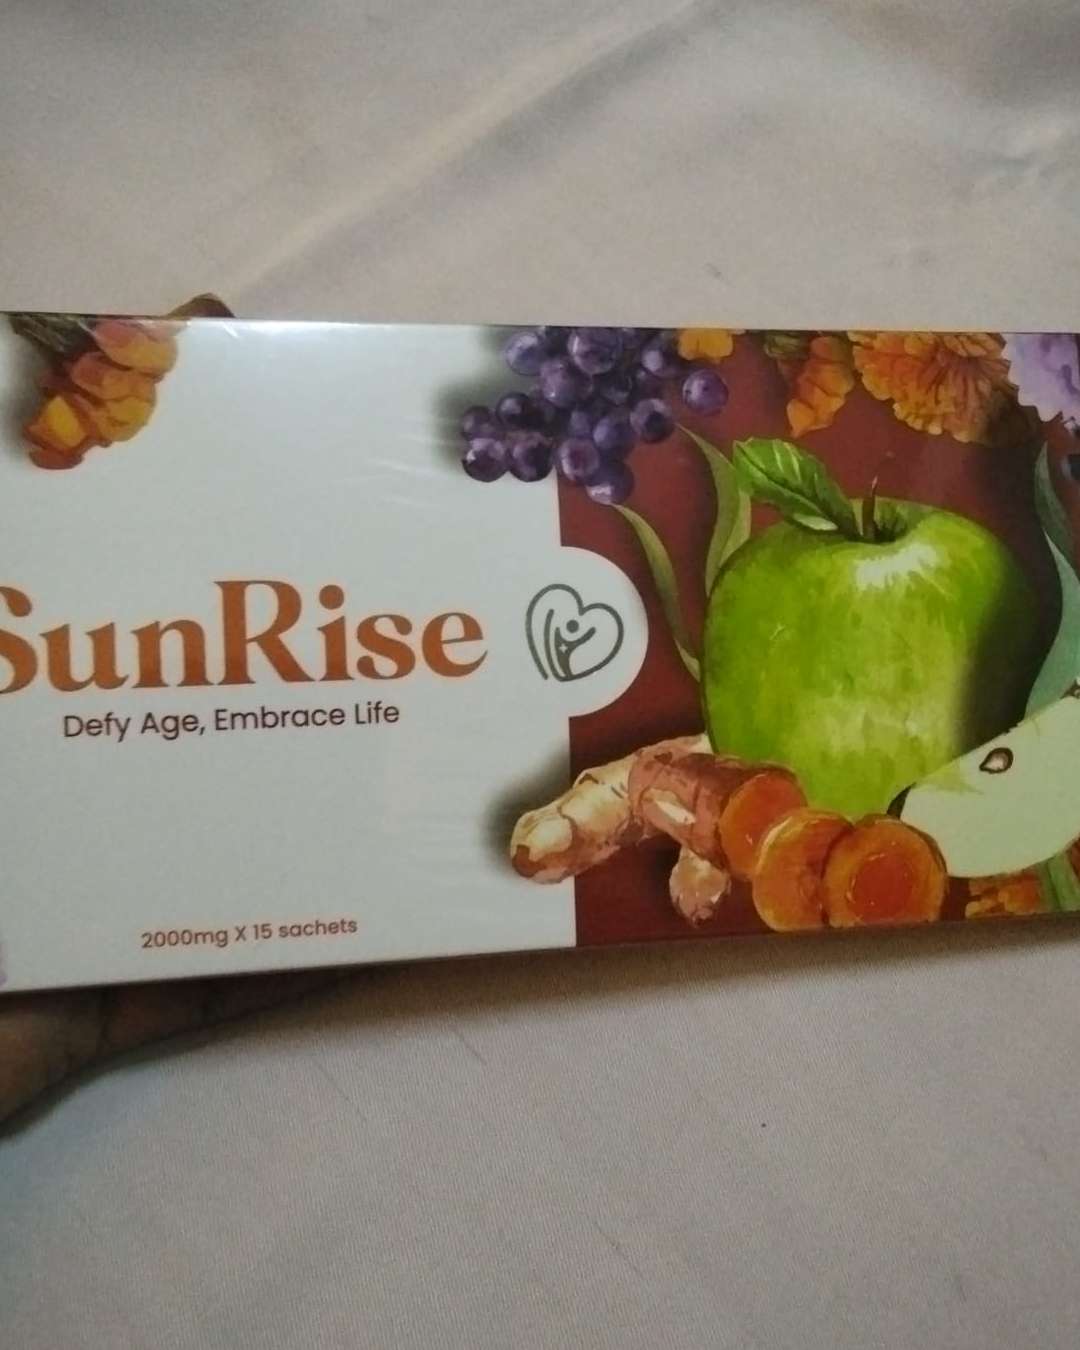 SunRise
Defy Age, Embrace Life
2000mg X 15 sachets